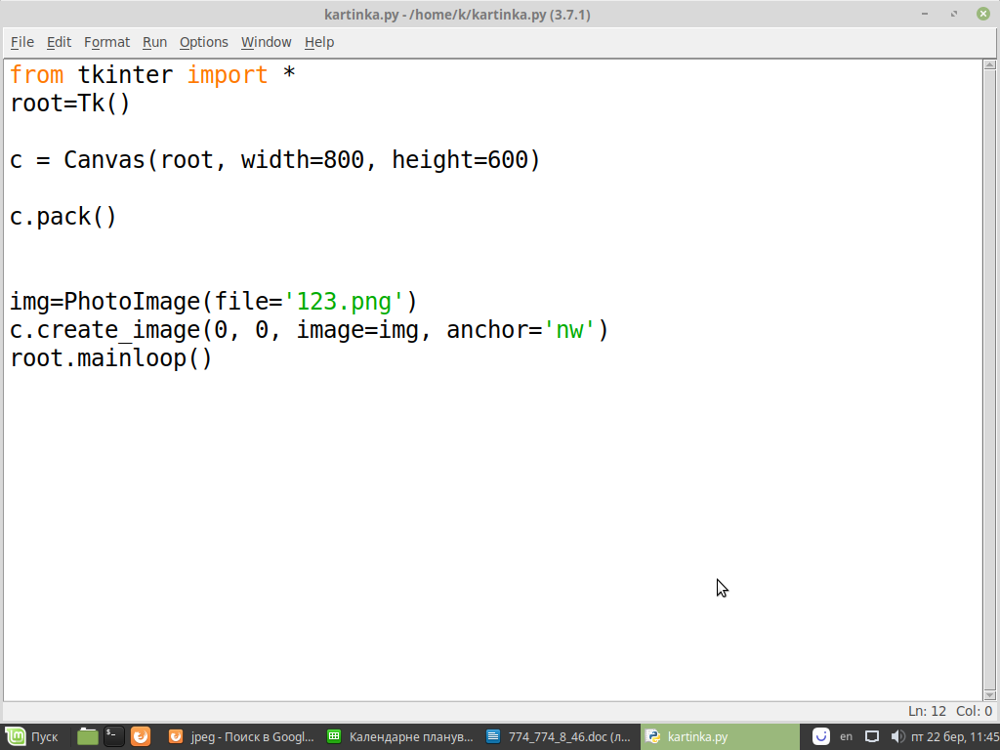 kartinka.py - /home/k/kartinka.py (3.7.1)
File Edit Format Run Options Window Help
from tkinter import *
root=Tk()
c = Canvas(root, width=800, height=600)
c.pack()
img=PhotoImage(file='123.png')
c.create_image(0, 0, image=img, anchor='nw')
root.mainloop()
Ln: 12 Col: 0
Пуск jpeg - Поиск в Googl... Календарне планув... 774_774_8_46.doc (л... kartinka.py en пт 22 бер, 11:45